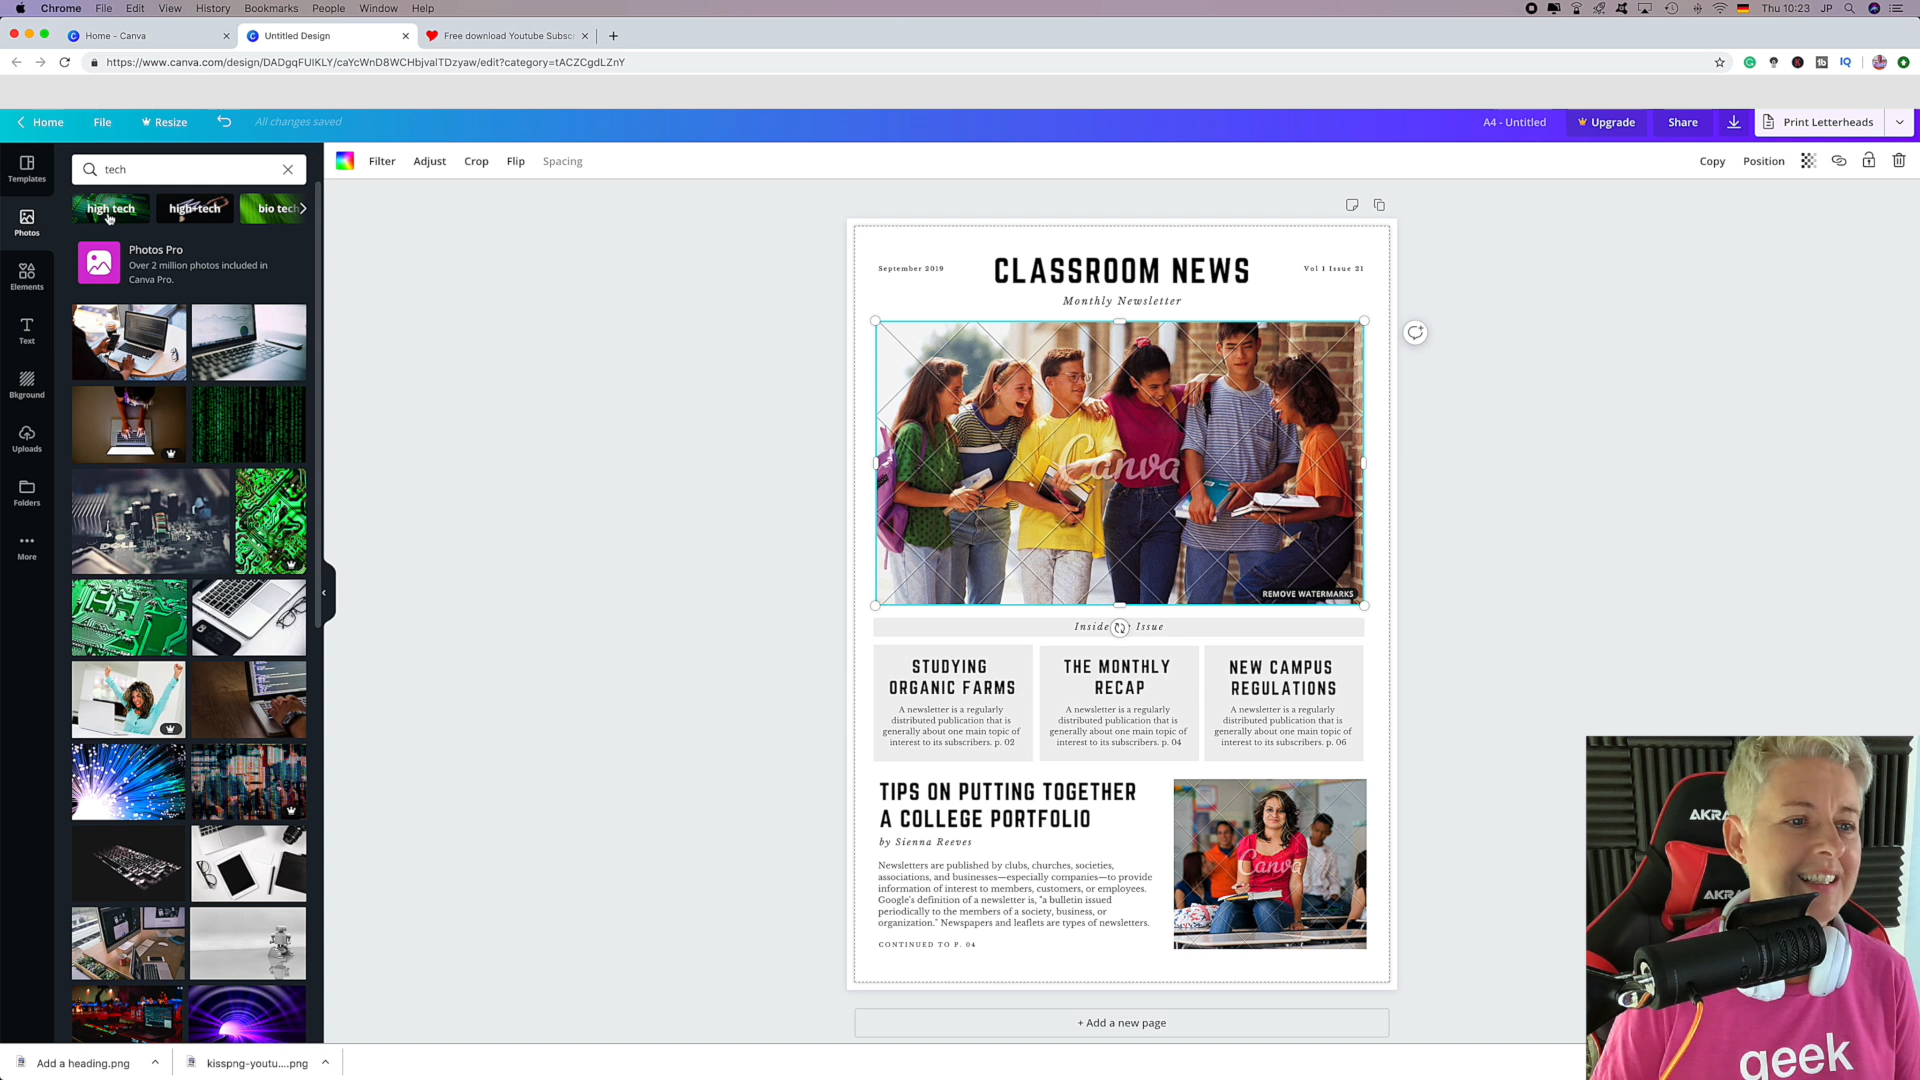 Chrome File Edit View History Bookmarks People Window Help
Thu 10:23 JP
Home - Canva
Untitled Design
Free download Youtube Subsc
https://www.canva.com/design/DADgqFUIKLY/caYcWnD8WCHbjvalTDzyaw/edit?category=tACZCgdLZnY
Home File Resize All changes saved
A4 - Untitled Upgrade Share Print Letterheads
tech
Filter Adjust Crop Flip Spacing
Copy Position
Templates
Photos
Elements
Text
Bkground
Uploads
Folders
More
high tech
high+tech
bio tech
Photos Pro
Over 2 million photos included in
Canva Pro.
DELL
September 2019
CLASSROOM NEWS
Vol 1 Issue 21
Monthly Newsletter
Canva
REMOVE WATERMARKS
Inside Issue
STUDYING
ORGANIC FARMS
A newsletter is a regularly
distributed publication that is
generally about one main topic of
interest to its subscribers. p. 02
THE MONTHLY
RECAP
A newsletter is a regularly
distributed publication that is
generally about one main topic of
interest to its subscribers. p. 04
NEW CAMPUS
REGULATIONS
A newsletter is a regularly
distributed publication that is
generally about one main topic of
interest to its subscribers. p. 06
TIPS ON PUTTING TOGETHER
A COLLEGE PORTFOLIO
by Sienna Reeves
Newsletters are published by clubs, churches, societies,
associations, and businesses—especially companies—to provide
information of interest to members, customers, or employees.
Google's definition of a newsletter is, "a bulletin issued
periodically to the members of a society, business, or
organization." Newspapers and leaflets are types of newsletters.
CONTINUED TO P. 04
Canva
+ Add a new page
AKRA
AKRA
geek
Add a heading.png
kisspng-youtu....png